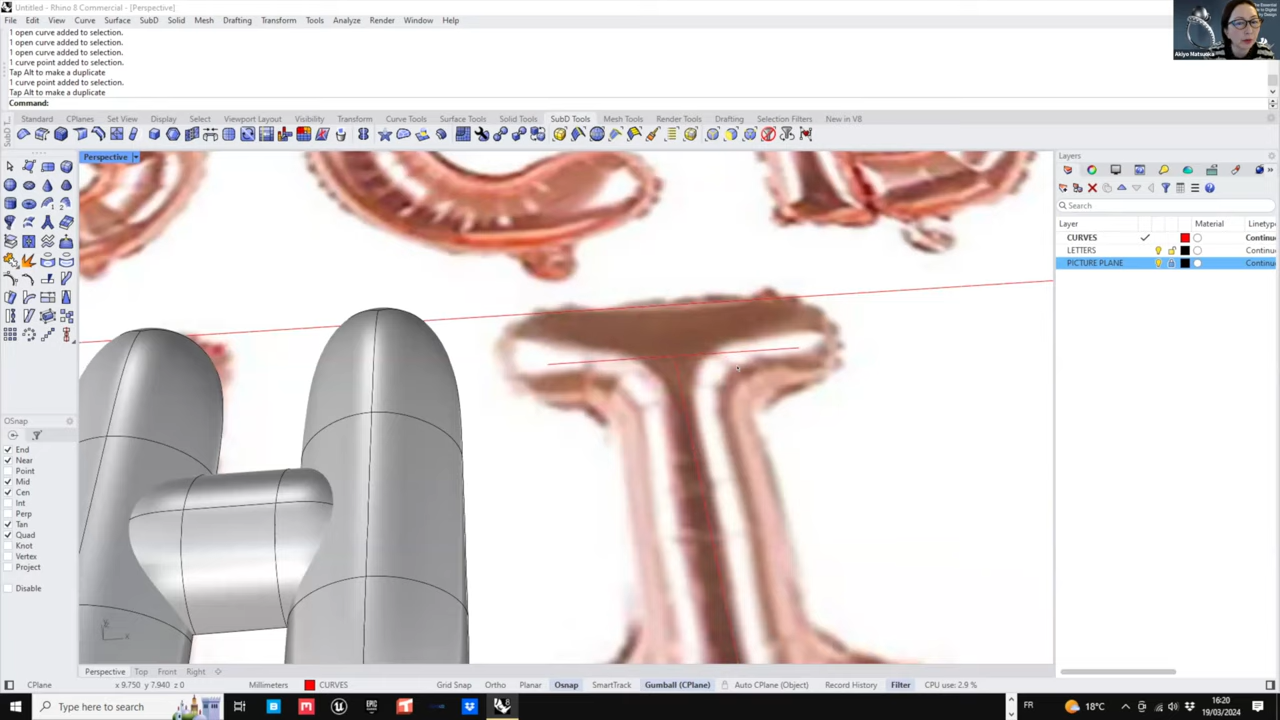 Untitled - Rhino 8 Commercial - [Perspective]
File Edit View Curve Surface SubD Solid Mesh Drafting Transform Tools Analyze Render Window Help
1 open curve added to selection.
1 open curve added to selection.
1 open curve added to selection.
1 curve point added to selection.
Tap Alt to make a duplicate
1 curve point added to selection.
Tap Alt to make a duplicate
Command:
Akiyo Matsuoka
Standard CPlanes Set View Display Select Viewport Layout Visibility Transform Curve Tools Surface Tools Solid Tools SubD Tools Mesh Tools Render Tools Drafting Selection Filters New in V8
Perspective
Layers
Search
Layer Material Linetype
CURVES Continu
LETTERS Continu
PICTURE PLANE Continu
OSnap
End
Near
Point
Mid
Cen
Int
Perp
Tan
Quad
Knot
Vertex
Project
Disable
x
Perspective Top Front Right
CPlane x 9.750 y 7.940 z 0 Millimeters CURVES Grid Snap Ortho Planar Osnap SmartTrack Gumball (CPlane) Auto CPlane (Object) Record History Filter CPU use: 2.9 %
Type here to search
18°C
FR
16:20
19/03/2024